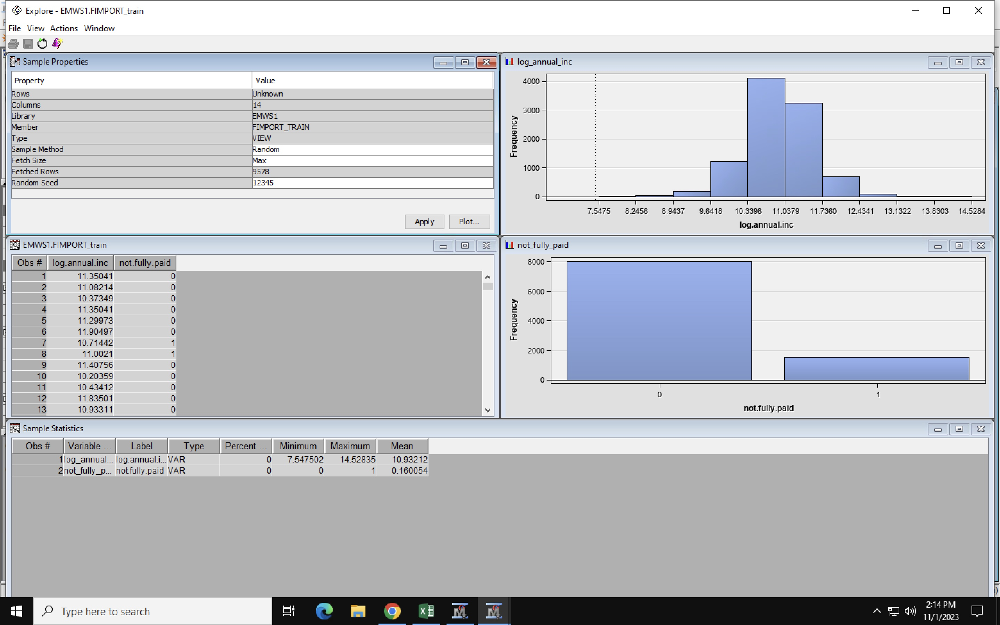 Explore - EMWS1.FIMPORT_train
File View Actions Window
Sample Properties
Property Value
Rows Unknown
Columns 14
Library EMWS1
Member FIMPORT_TRAIN
Type VIEW
Sample Method Random
Fetch Size Max
Fetched Rows 9578
Random Seed 12345
Apply Plot...
log_annual_inc
4000
3000
2000
1000
0
Frequency
7.5475 8.2456 8.9437 9.6418 10.3398 11.0379 11.7360 12.4341 13.1322 13.8303 14.5284
log.annual.inc
EMWS1.FIMPORT_train
Obs # log.annual.inc not.fully.paid
1 11.35041 0
2 11.08214 0
3 10.37349 0
4 11.35041 0
5 11.29973 0
6 11.90497 0
7 10.71442 1
8 11.0021 1
9 11.40756 0
10 10.20359 0
11 10.43412 0
12 11.83501 0
13 10.93311 0
not_fully_paid
8000
6000
4000
2000
0
Frequency
0 1
not.fully.paid
Sample Statistics
Obs # Variable ... Label Type Percent ... Minimum Maximum Mean
1 log_annual... log.annual.i... VAR 0 7.547502 14.52835 10.93212
2 not_fully_p... not.fully.paid VAR 0 0 1 0.160054
Type here to search
2:14 PM
11/1/2023